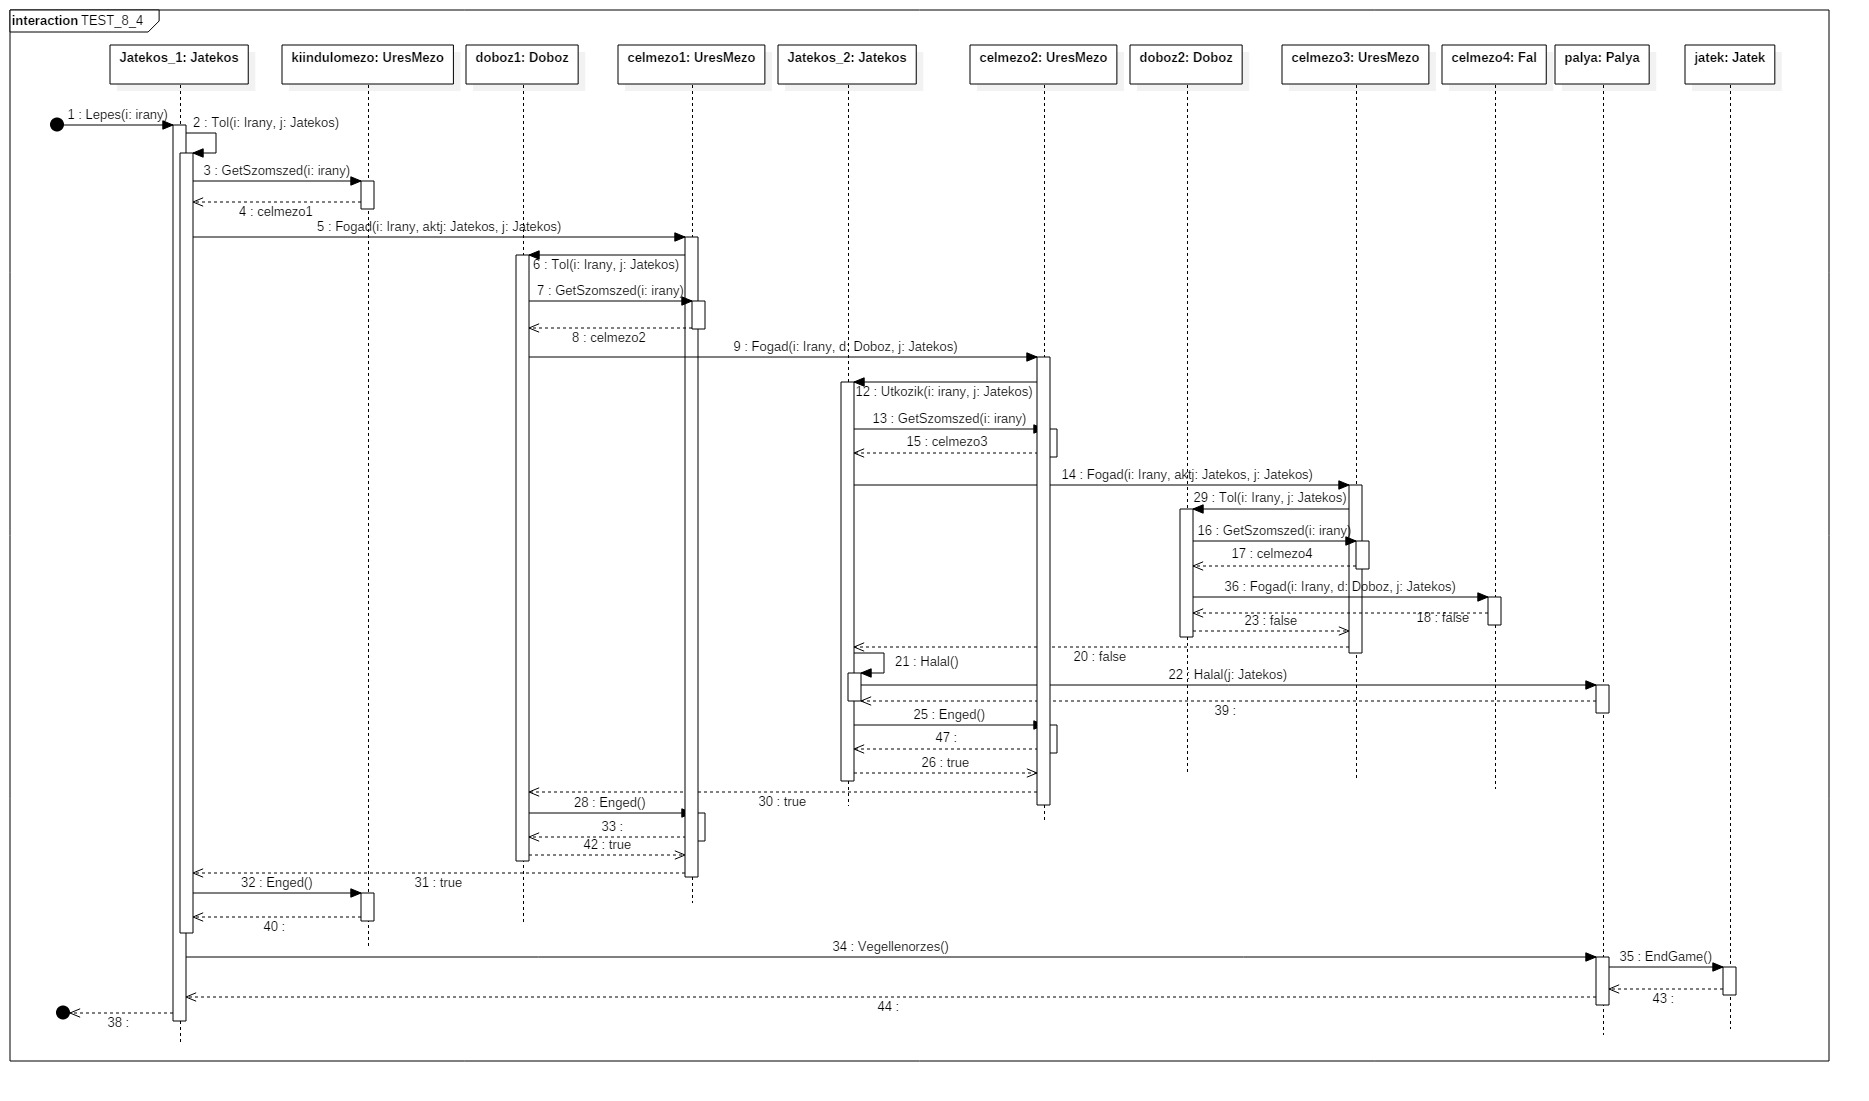 interaction TEST_8_4
Jatekos_1: Jatekos
kiindulomezo: UresMezo
doboz1: Doboz
celmezo1: UresMezo
Jatekos_2: Jatekos
celmezo2: UresMezo
doboz2: Doboz
celmezo3: UresMezo
celmezo4: Fal
palya: Palya
jatek: Jatek
1 : Lepes(i: irany)
2 : Tol(i: Irany, j: Jatekos)
3 : GetSzomszed(i: irany)
4 : celmezo1
5 : Fogad(i: Irany, aktj: Jatekos, j: Jatekos)
6 : Tol(i: Irany, j: Jatekos)
7 : GetSzomszed(i: irany)
8 : celmezo2
9 : Fogad(i: Irany, d: Doboz, j: Jatekos)
12 : Utkozik(i: irany, j: Jatekos)
13 : GetSzomszed(i: irany)
15 : celmezo3
14 : Fogad(i: Irany, aktj: Jatekos, j: Jatekos)
29 : Tol(i: Irany, j: Jatekos)
16 : GetSzomszed(i: irany)
17 : celmezo4
36 : Fogad(i: Irany, d: Doboz, j: Jatekos)
18 : false
23 : false
20 : false
21 : Halal()
22 : Halal(j: Jatekos)
39 :
25 : Enged()
47 :
26 : true
30 : true
28 : Enged()
33 :
42 : true
31 : true
32 : Enged()
40 :
34 : Vegellenorzes()
35 : EndGame()
43 :
44 :
38 :